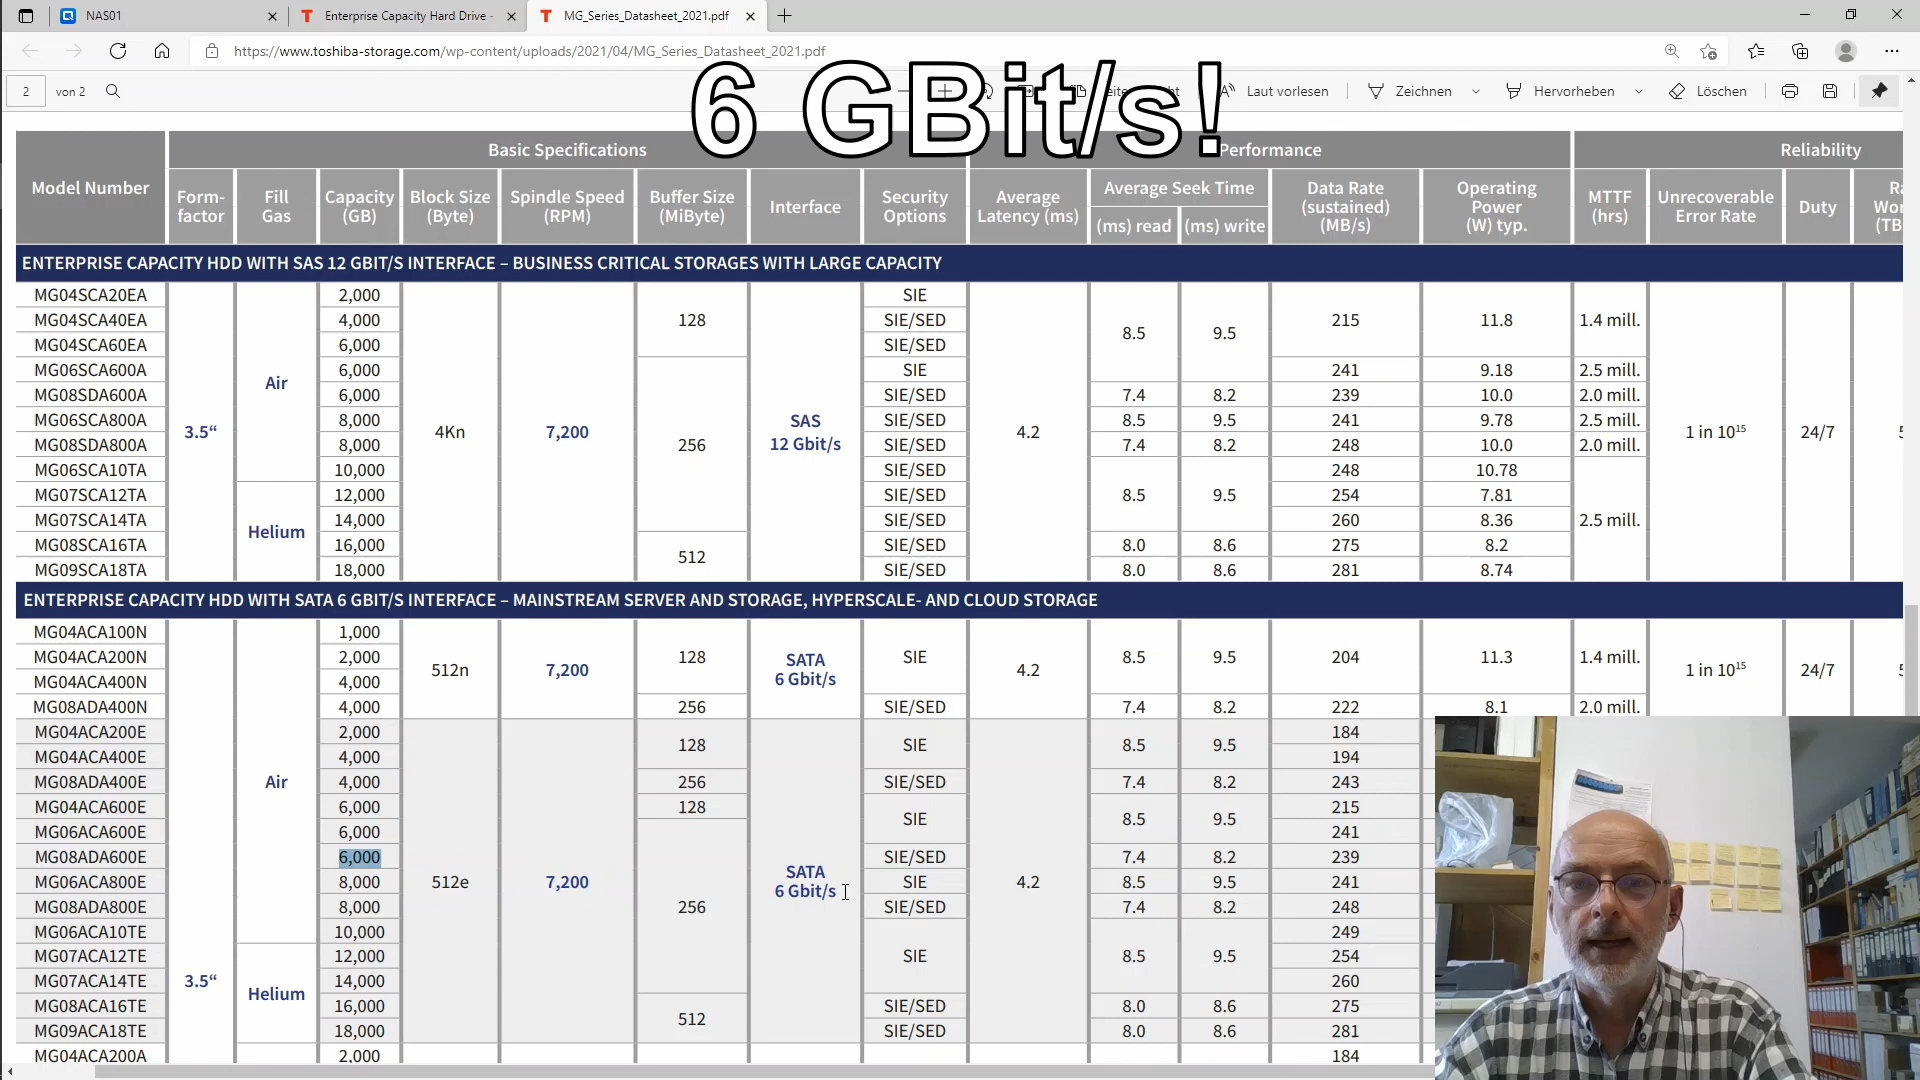 NAS01
Enterprise Capacity Hard Drive -
MG_Series_Datasheet_2021.pdf
https://www.toshiba-storage.com/wp-content/uploads/2021/04/MG_Series_Datasheet_2021.pdf
2 von 2
Laut vorlesen Zeichnen Hervorheben Löschen
6 GBit/s!
Basic Specifications Performance Reliability
Model Number
Form-factor
Fill Gas
Capacity (GB)
Block Size (Byte)
Spindle Speed (RPM)
Buffer Size (MiByte)
Interface
Security Options
Average Latency (ms)
Average Seek Time
(ms) read (ms) write
Data Rate (sustained) (MB/s)
Operating Power (W) typ.
MTTF (hrs)
Unrecoverable Error Rate
Duty
ENTERPRISE CAPACITY HDD WITH SAS 12 GBIT/S INTERFACE – BUSINESS CRITICAL STORAGES WITH LARGE CAPACITY
MG04SCA20EA 2,000 SIE
MG04SCA40EA 4,000 128 SIE/SED 215 11.8 1.4 mill.
8.5 9.5
MG04SCA60EA 6,000 SIE/SED
MG06SCA600A 6,000 SIE 241 9.18 2.5 mill.
Air
MG08SDA600A 6,000 SIE/SED 7.4 8.2 239 10.0 2.0 mill.
MG06SCA800A 8,000 SAS SIE/SED 8.5 9.5 241 9.78 2.5 mill.
3.5“ 4Kn 7,200 4.2 1 in 10¹⁵ 24/7
MG08SDA800A 8,000 256 12 Gbit/s SIE/SED 7.4 8.2 248 10.0 2.0 mill.
MG06SCA10TA 10,000 SIE/SED 248 10.78
MG07SCA12TA 12,000 SIE/SED 8.5 9.5 254 7.81
MG07SCA14TA 14,000 SIE/SED 260 8.36 2.5 mill.
Helium
MG08SCA16TA 16,000 SIE/SED 8.0 8.6 275 8.2
512
MG09SCA18TA 18,000 SIE/SED 8.0 8.6 281 8.74
ENTERPRISE CAPACITY HDD WITH SATA 6 GBIT/S INTERFACE – MAINSTREAM SERVER AND STORAGE, HYPERSCALE- AND CLOUD STORAGE
MG04ACA100N 1,000
MG04ACA200N 2,000 128 SATA SIE 8.5 9.5 204 11.3 1.4 mill.
512n 7,200 4.2 1 in 10¹⁵ 24/7
MG04ACA400N 4,000 6 Gbit/s
MG08ADA400N 4,000 256 SIE/SED 7.4 8.2 222 8.1 2.0 mill.
MG04ACA200E 2,000 184
128 SIE 8.5 9.5
MG04ACA400E 4,000 194
MG08ADA400E Air 4,000 256 SIE/SED 7.4 8.2 243
MG04ACA600E 6,000 128 215
SIE 8.5 9.5
MG06ACA600E 6,000 241
MG08ADA600E 6,000 SIE/SED 7.4 8.2 239
SATA
MG06ACA800E 8,000 512e 7,200 6 Gbit/s SIE 8.5 9.5 4.2 241
MG08ADA800E 8,000 256 SIE/SED 7.4 8.2 248
MG06ACA10TE 10,000 249
MG07ACA12TE 12,000 SIE 8.5 9.5 254
MG07ACA14TE 3.5“ 14,000 260
Helium
MG08ACA16TE 16,000 SIE/SED 8.0 8.6 275
512
MG09ACA18TE 18,000 SIE/SED 8.0 8.6 281
MG04ACA200A 2,000 184